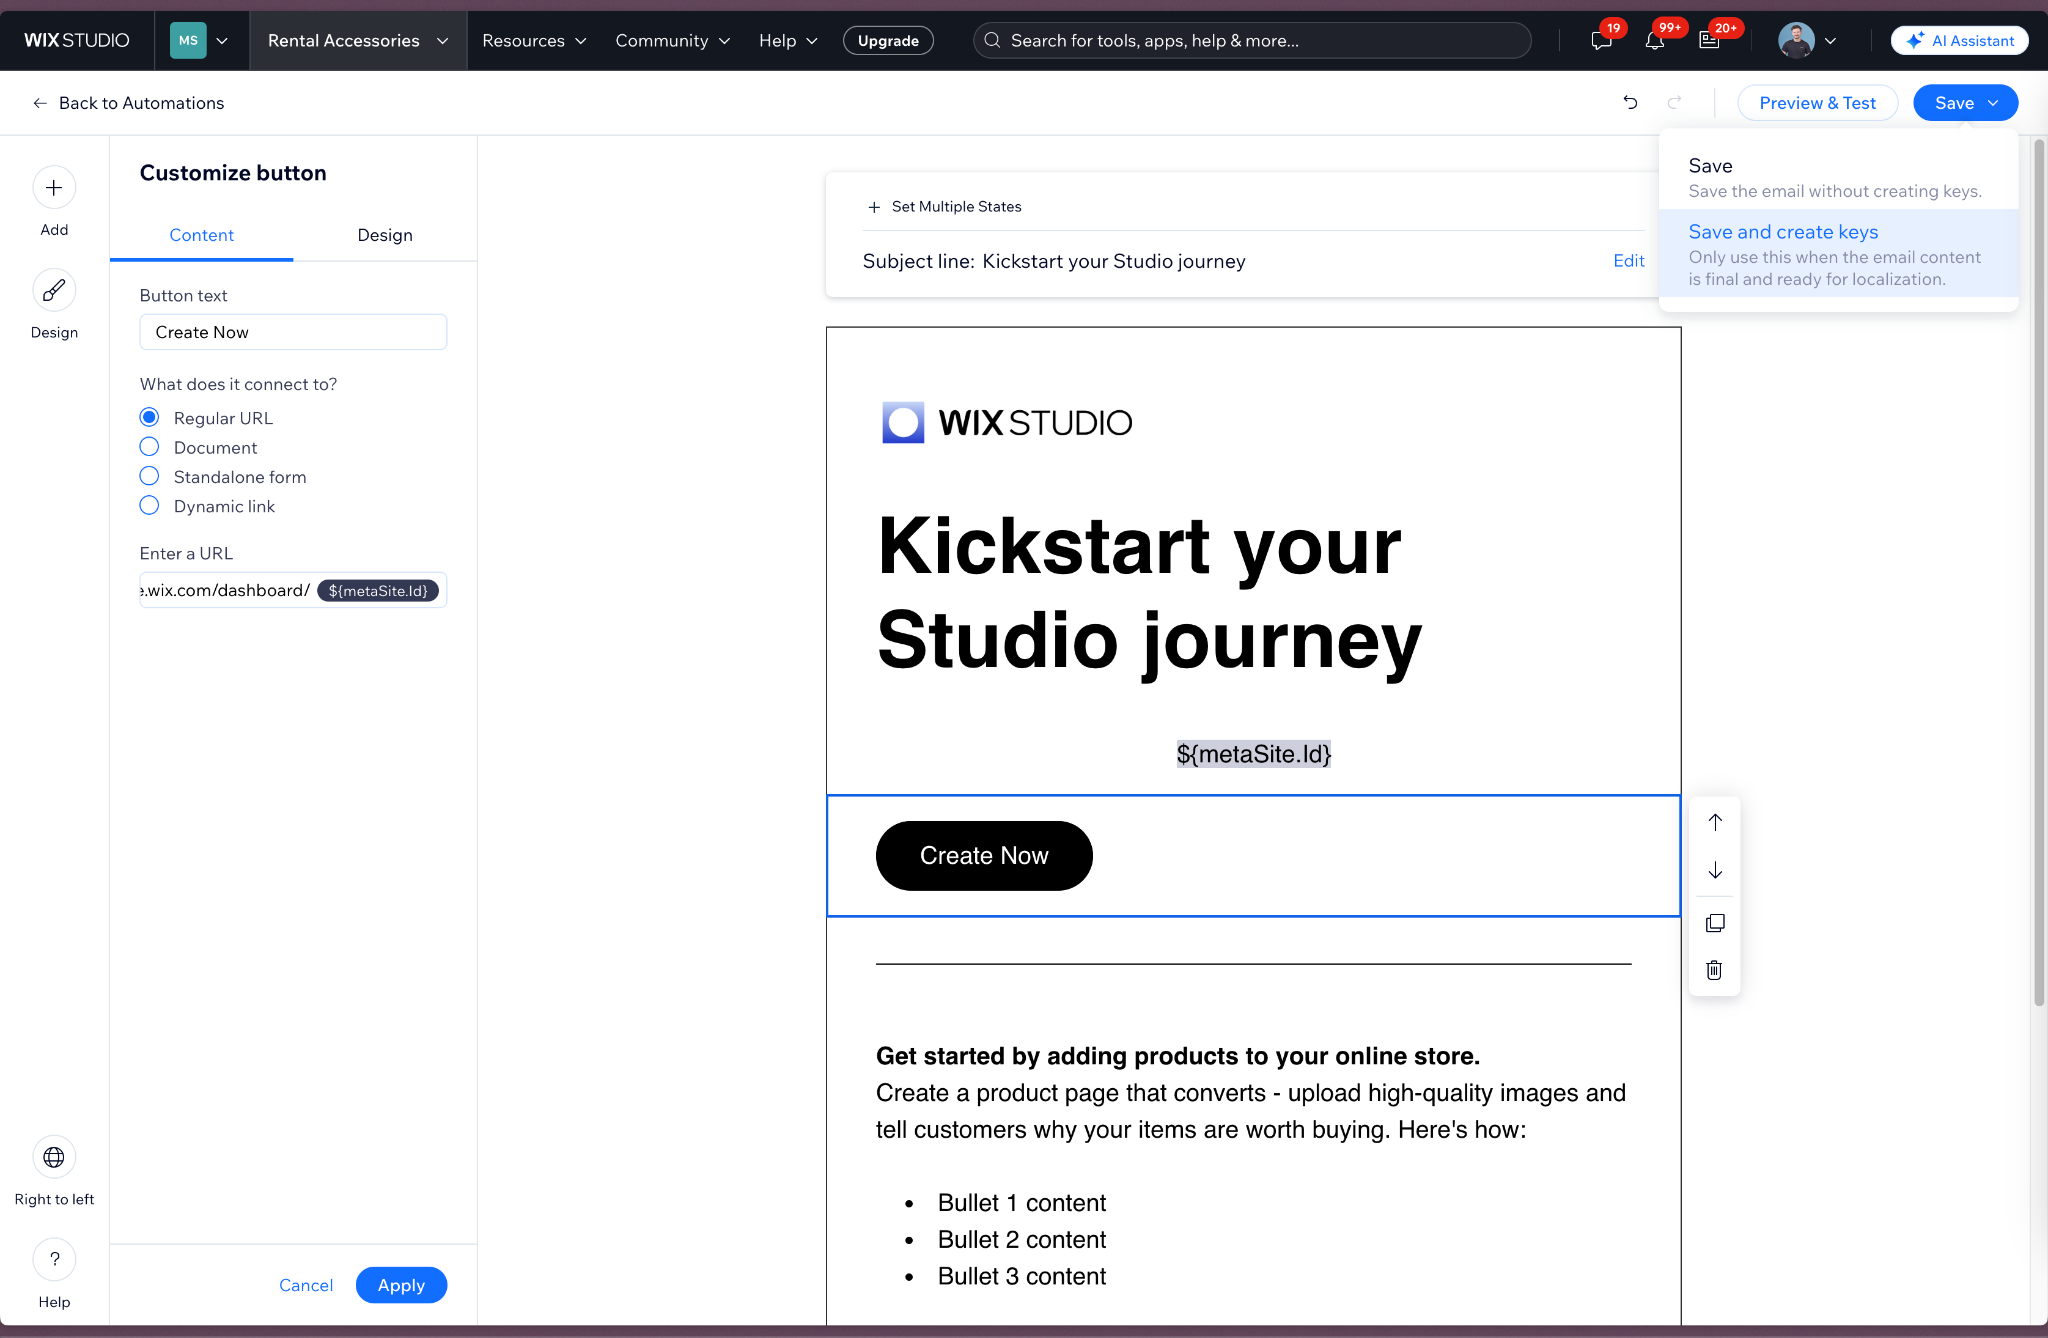 WIX STUDIO
MS
Rental Accessories
Resources
Community
Help
Upgrade
Search for tools, apps, help & more...
19
99+
20+
AI Assistant
Back to Automations
Preview & Test
Save
Save
Save the email without creating keys.
Save and create keys
Only use this when the email content
is final and ready for localization.
Add
Design
Right to left
Help
Customize button
Content
Design
Button text
Create Now
What does it connect to?
Regular URL
Document
Standalone form
Dynamic link
Enter a URL
e.wix.com/dashboard/ ${metaSite.Id}
Cancel
Apply
Set Multiple States
Subject line: Kickstart your Studio journey
Edit
WIX STUDIO
Kickstart your
Studio journey
${metaSite.Id}
Create Now
Get started by adding products to your online store.
Create a product page that converts - upload high-quality images and
tell customers why your items are worth buying. Here's how:
• Bullet 1 content
• Bullet 2 content
• Bullet 3 content